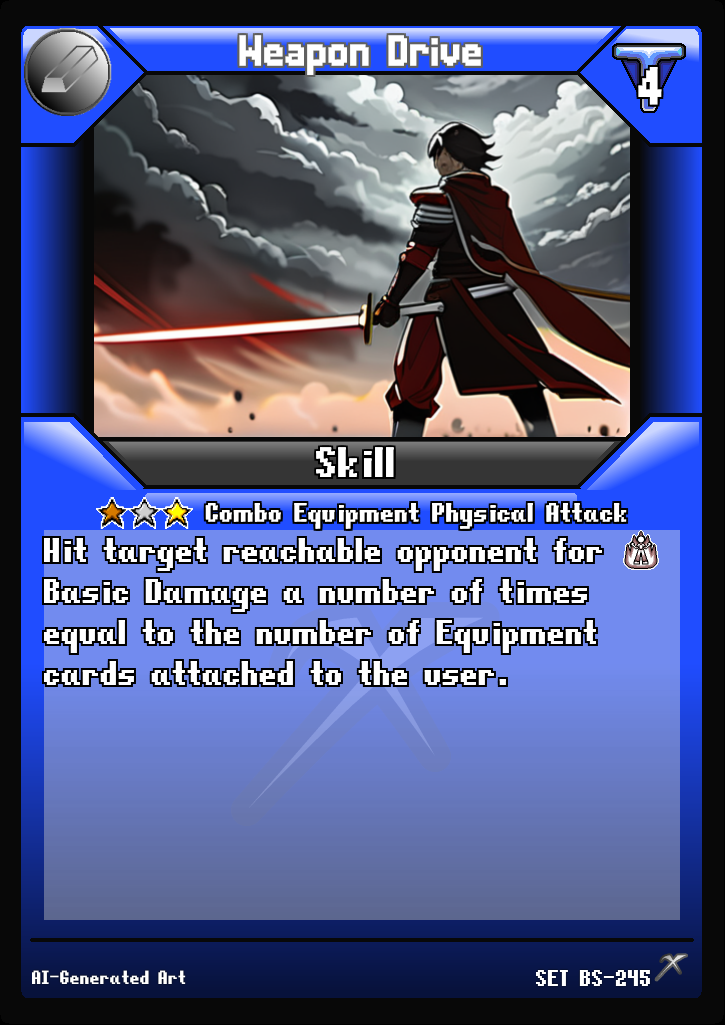 Weapon Drive
4
Skill
Combo Equipment Physical Attack
Hit target reachable opponent for A
Basic Damage a number of times
equal to the number of Equipment
cards attached to the user.
AI-Generated Art
SET BS-245